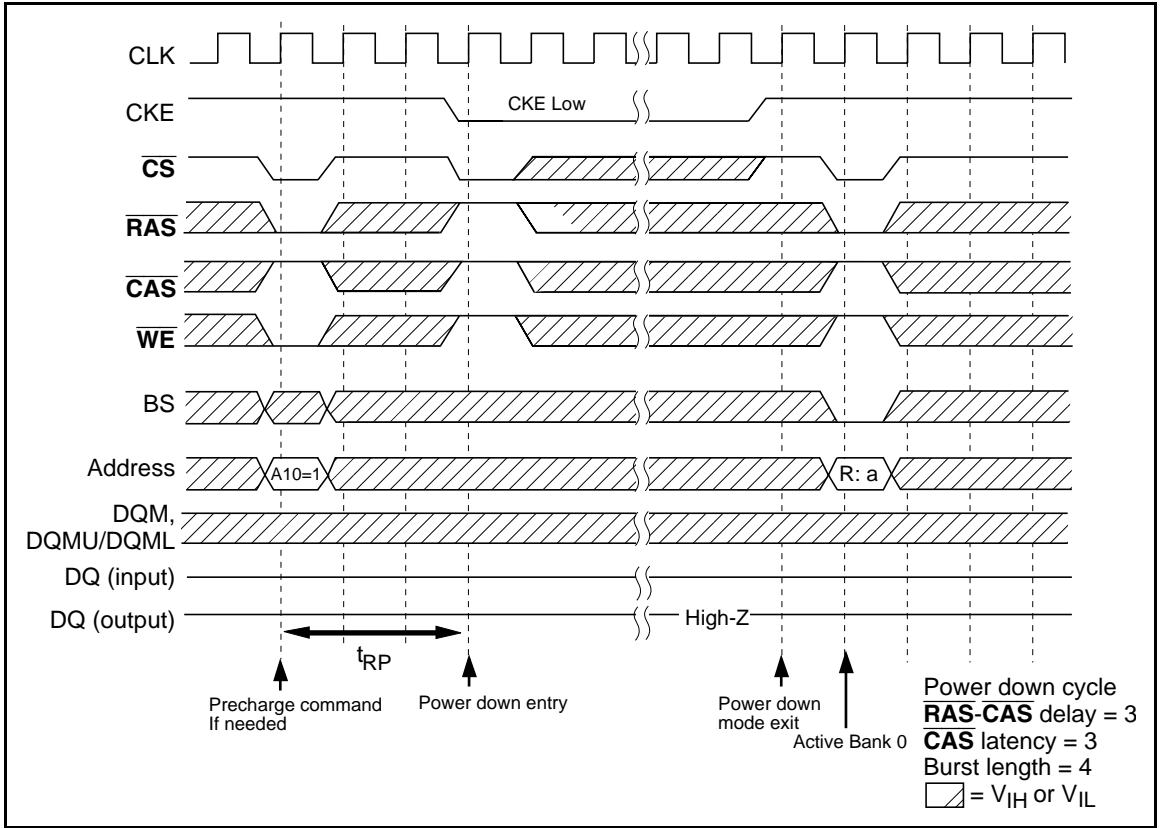 CLK
CKE
CKE Low
CS
RAS
CAS
WE
BS
Address
A10=1
R: a
DQM,
DQMU/DQML
DQ (input)
DQ (output)
High-Z
tRP
Precharge command
If needed
Power down entry
Power down
mode exit
Active Bank 0
Power down cycle
RAS-CAS delay = 3
CAS latency = 3
Burst length = 4
= VIH or VIL